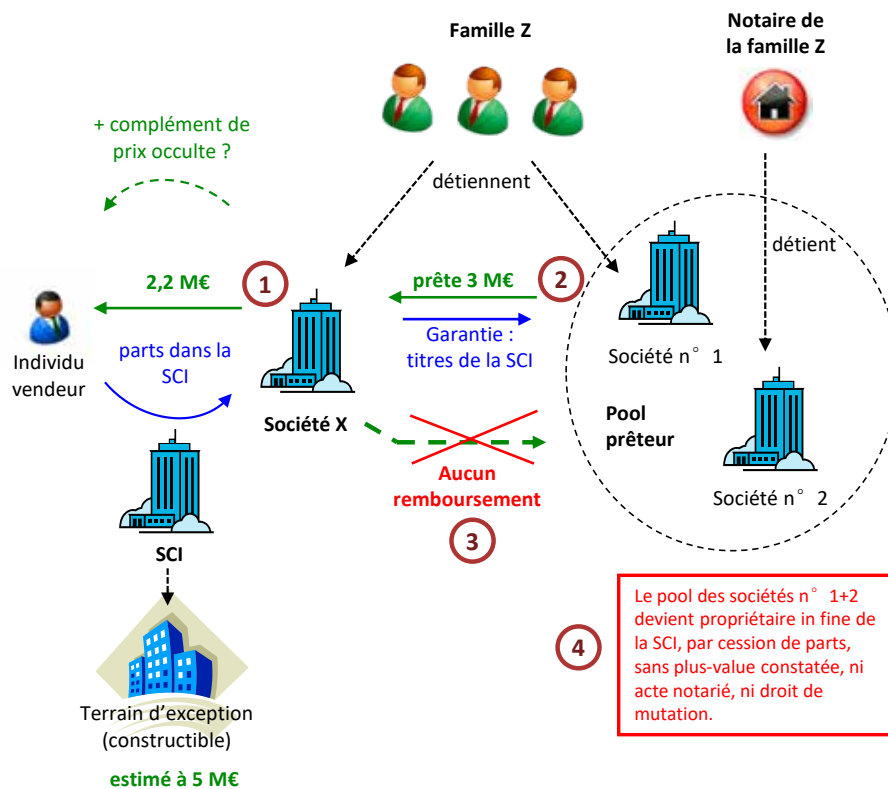 Famille Z
Notaire de
la famille Z
+ complément de
prix occulte ?
détiennent
détient
2,2 M€
1
prête 3 M€
2
Individu
vendeur
parts dans la
SCI
Garantie :
titres de la SCI
Société n° 1
Société X
Pool
prêteur
Aucun
remboursement
3
Société n° 2
SCI
4
Le pool des sociétés n° 1+2
devient propriétaire in fine de
la SCI, par cession de parts,
sans plus-value constatée, ni
acte notarié, ni droit de
mutation.
Terrain d’exception
(constructible)
estimé à 5 M€